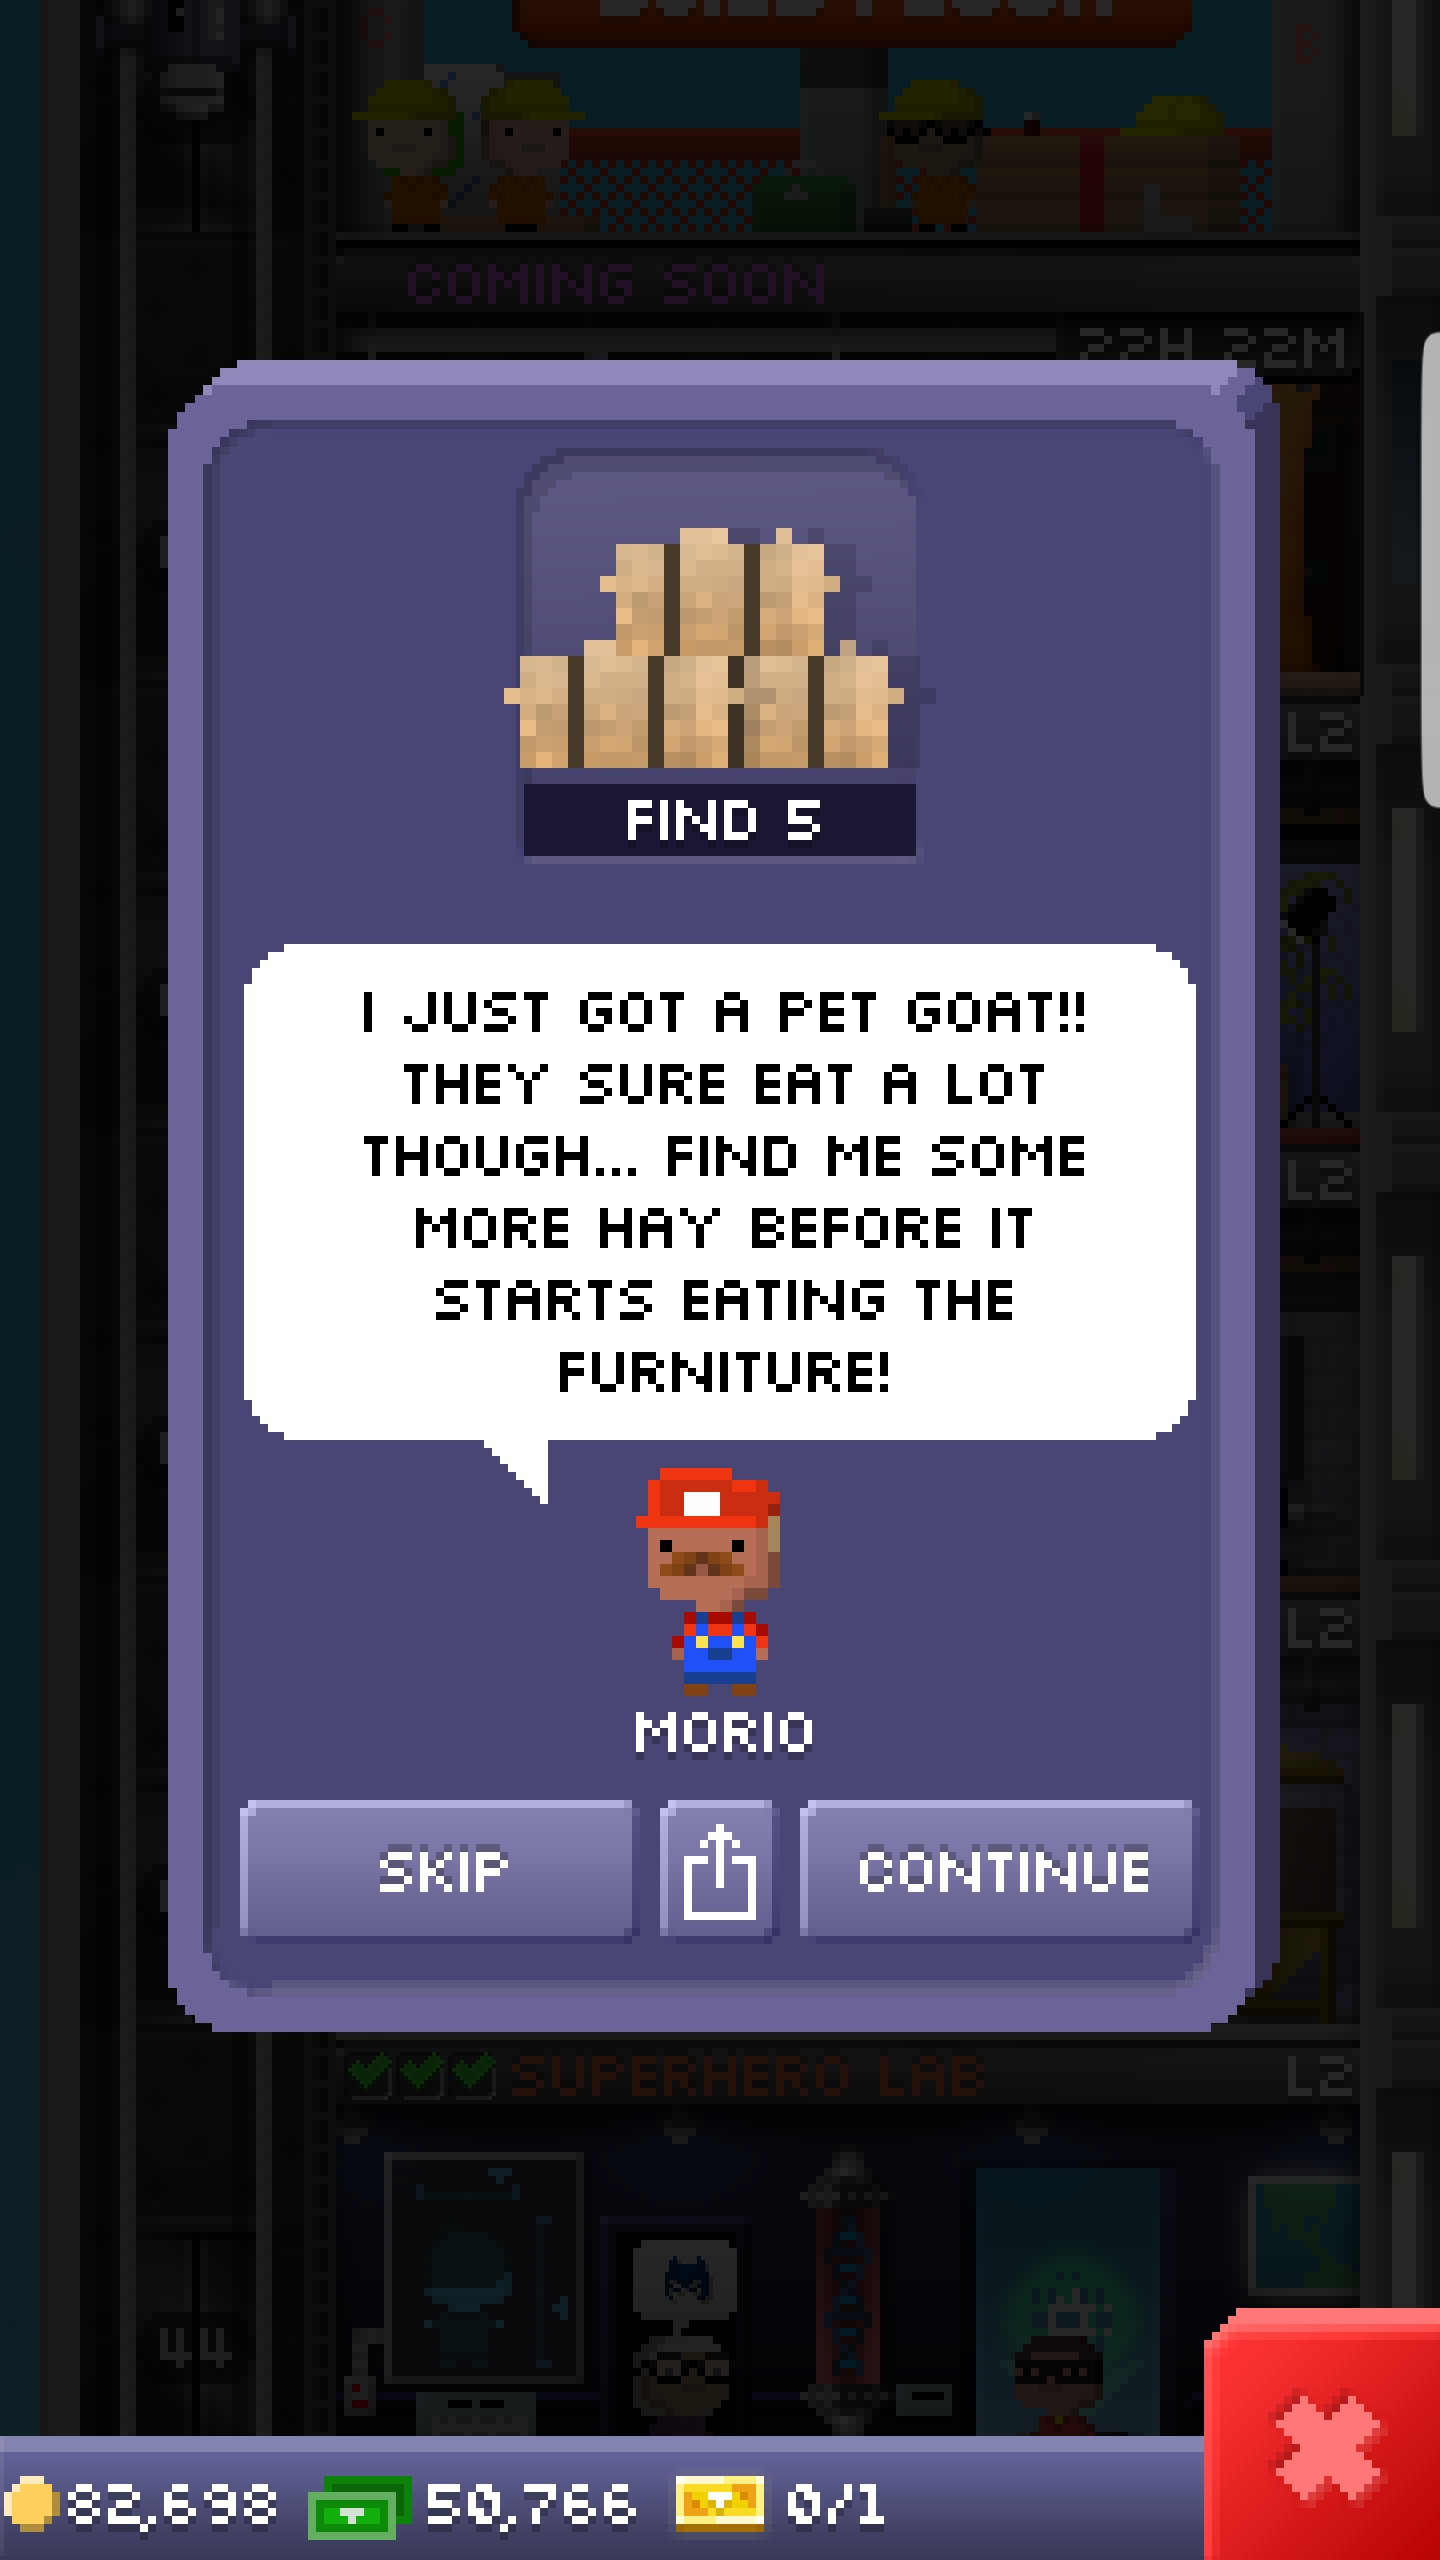 C
B
COMING SOON
22H 22M
L2
FIND 5
I JUST GOT A PET GOAT!!
THEY SURE EAT A LOT
THOUGH... FIND ME SOME
MORE HAY BEFORE IT
STARTS EATING THE
FURNITURE!
L2
L2
MORIO
SKIP
CONTINUE
SUPERHERO LAB
L2
44
82,698
50,766
0/1